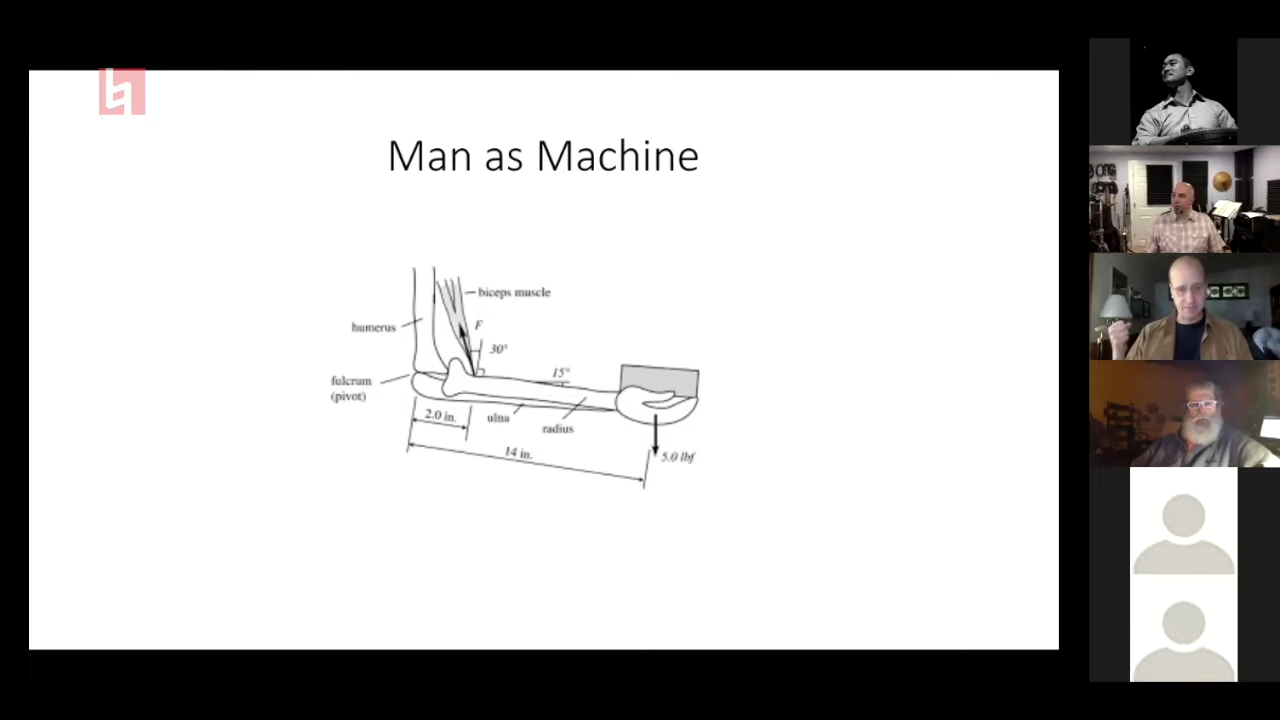 Man as Machine
biceps muscle
F
humerus
30°
15°
fulcrum
(pivot)
2.0 in.
ulna
radius
14 in.
5.0 lbf